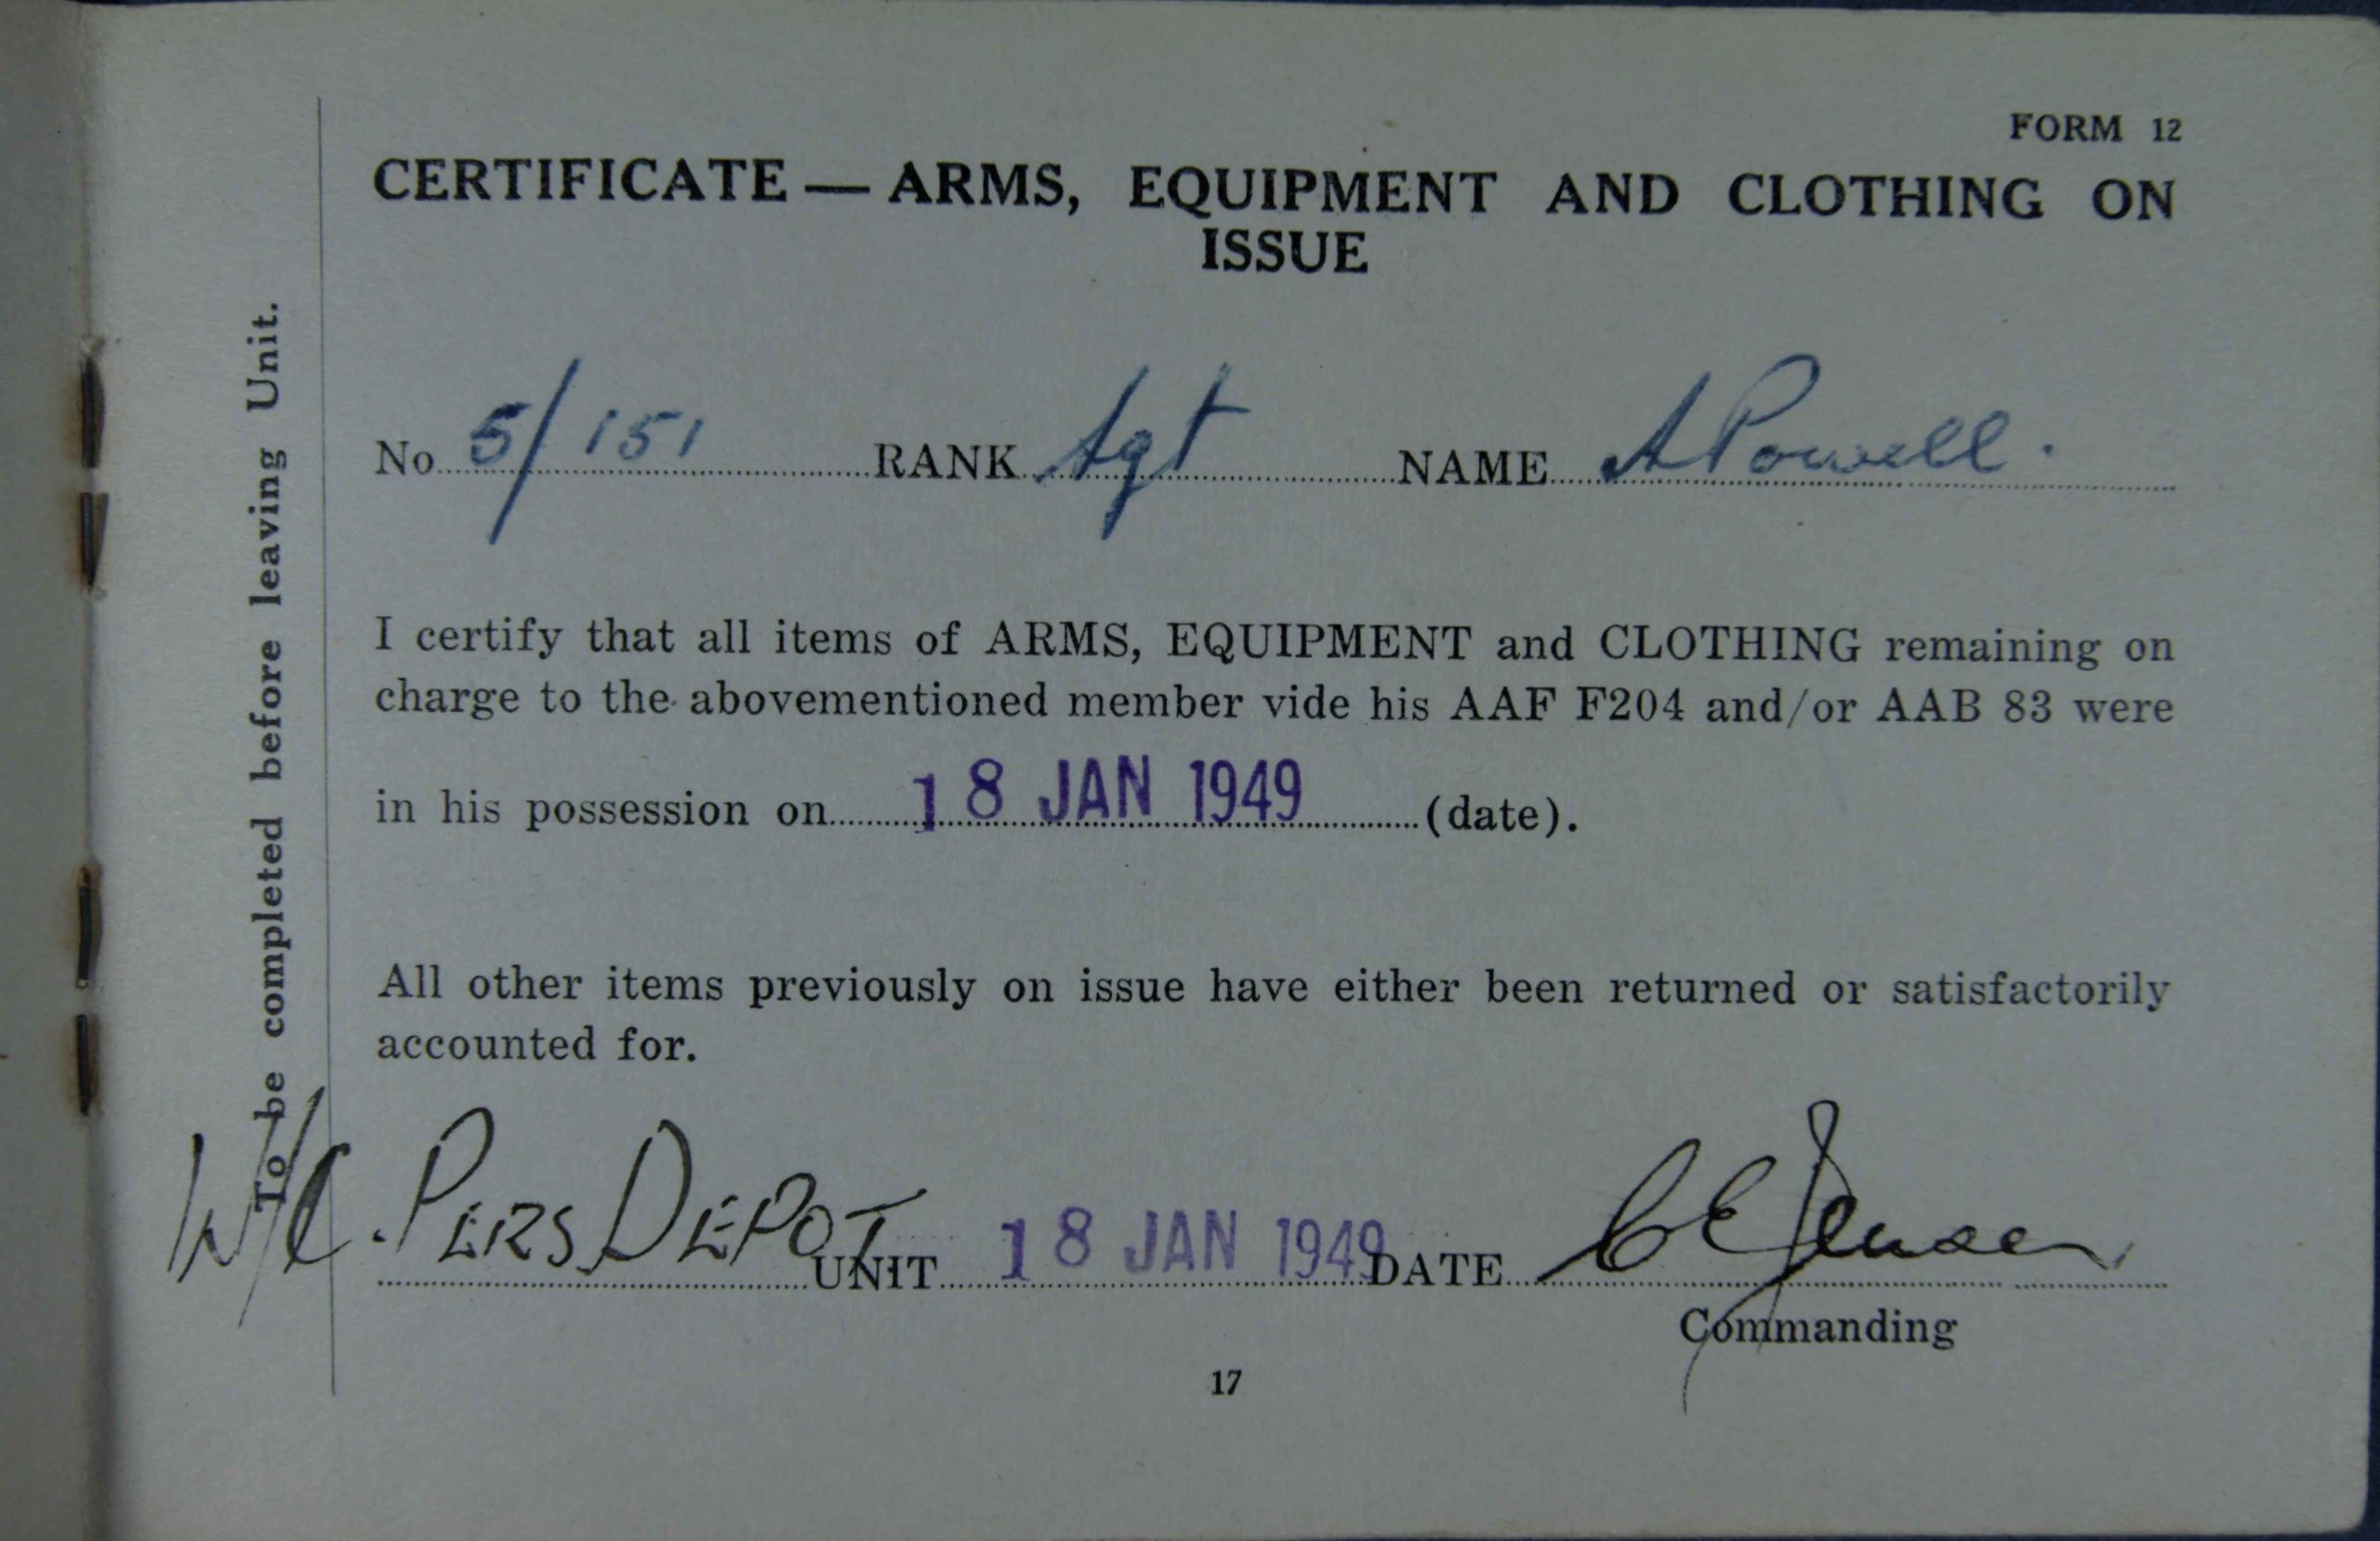 FORM 12
CERTIFICATE — ARMS, EQUIPMENT AND CLOTHING ON
ISSUE
To be completed before leaving Unit.
No 5/151 RANK Sgt NAME A Powell.
I certify that all items of ARMS, EQUIPMENT and CLOTHING remaining on
charge to the abovementioned member vide his AAF F204 and/or AAB 83 were
in his possession on 18 JAN 1949 (date).
All other items previously on issue have either been returned or satisfactorily
accounted for.
W/C. PERS DEPOT UNIT 18 JAN 1949 DATE C E
Commanding
17